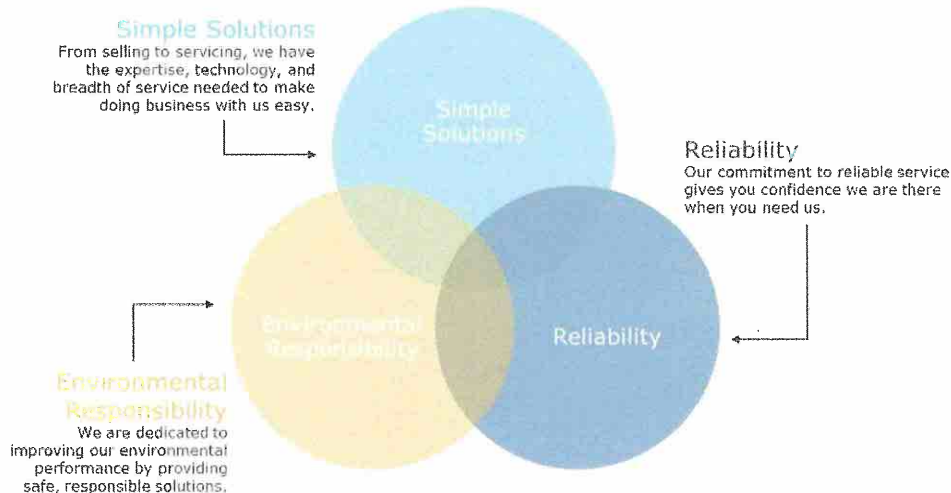 Simple Solutions
From selling to servicing, we have
the expertise, technology, and
breadth of service needed to make
doing business with us easy.
Simple
Solutions
Reliability
Our commitment to reliable service
gives you confidence we are there
when you need us.
Environmental
Responsibility
Reliability
Environmental
Responsibility
We are dedicated to
improving our environmental
performance by providing
safe, responsible solutions.